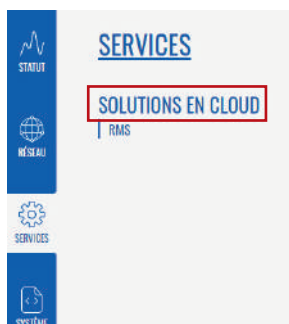 STATUT
SERVICES
SOLUTIONS EN CLOUD
RMS
RÉSEAU
SERVICES
SYSTÈME